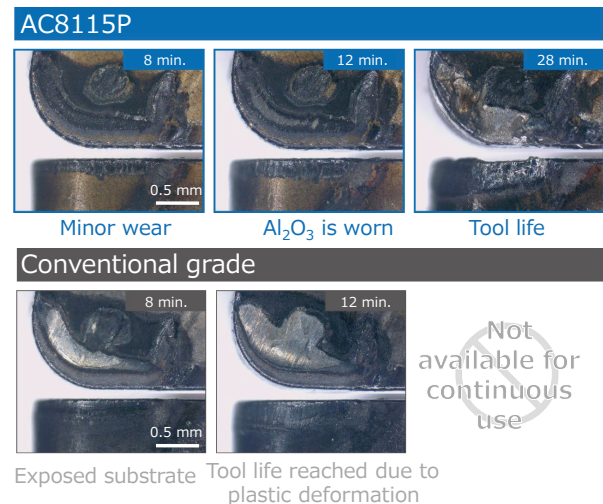 AC8115P
8 min.
12 min.
28 min.
0.5 mm
Minor wear
Al₂O₃ is worn
Tool life
Conventional grade
8 min.
12 min.
0.5 mm
Not
available for
continuous
use
Exposed substrate
Tool life reached due to
plastic deformation